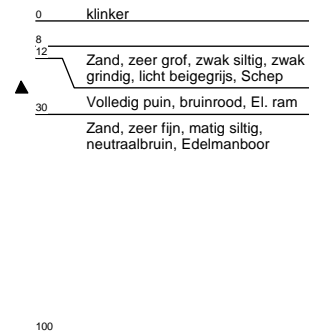 0 klinker
8
12
Zand, zeer grof, zwak siltig, zwak
grindig, licht beigegrijs, Schep
Volledig puin, bruinrood, El. ram
30
Zand, zeer fijn, matig siltig,
neutraalbruin, Edelmanboor
100